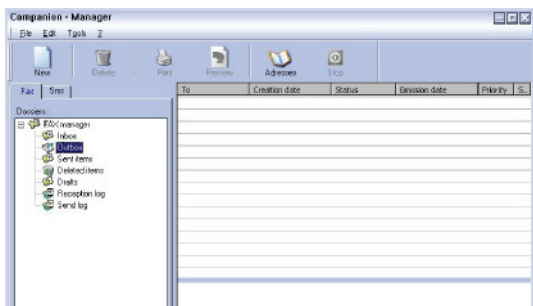 Companion - Manager
File Edit Tools ?
New Delete Print Preview Adresses Stop
Fax Sms
To Creation date Status Emission date Priority S..
Dossiers:
FAX manager
Inbox
Outbox
Sent items
Deleted items
Drafts
Reception log
Send log